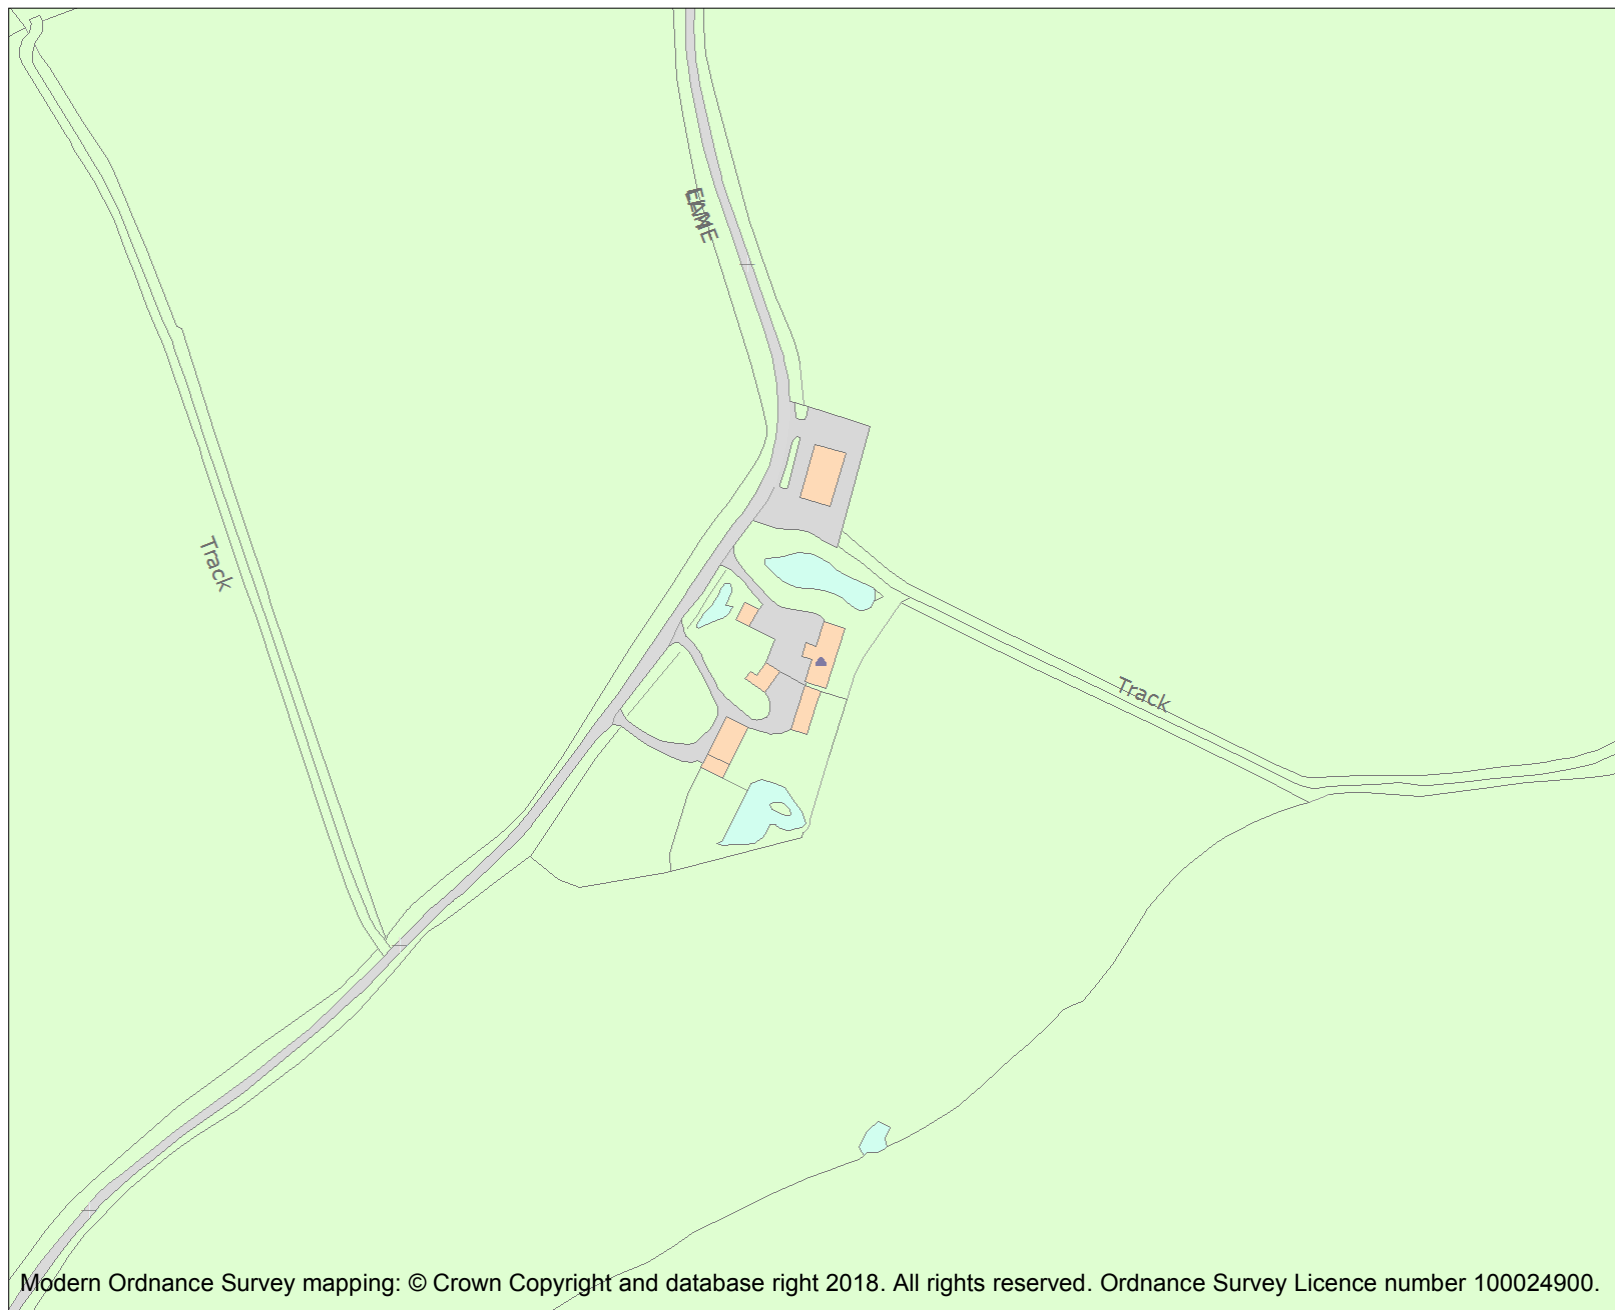 Track
Track
Modern Ordnance Survey mapping: © Crown Copyright and database right 2018. All rights reserved. Ordnance Survey Licence number 100024900.